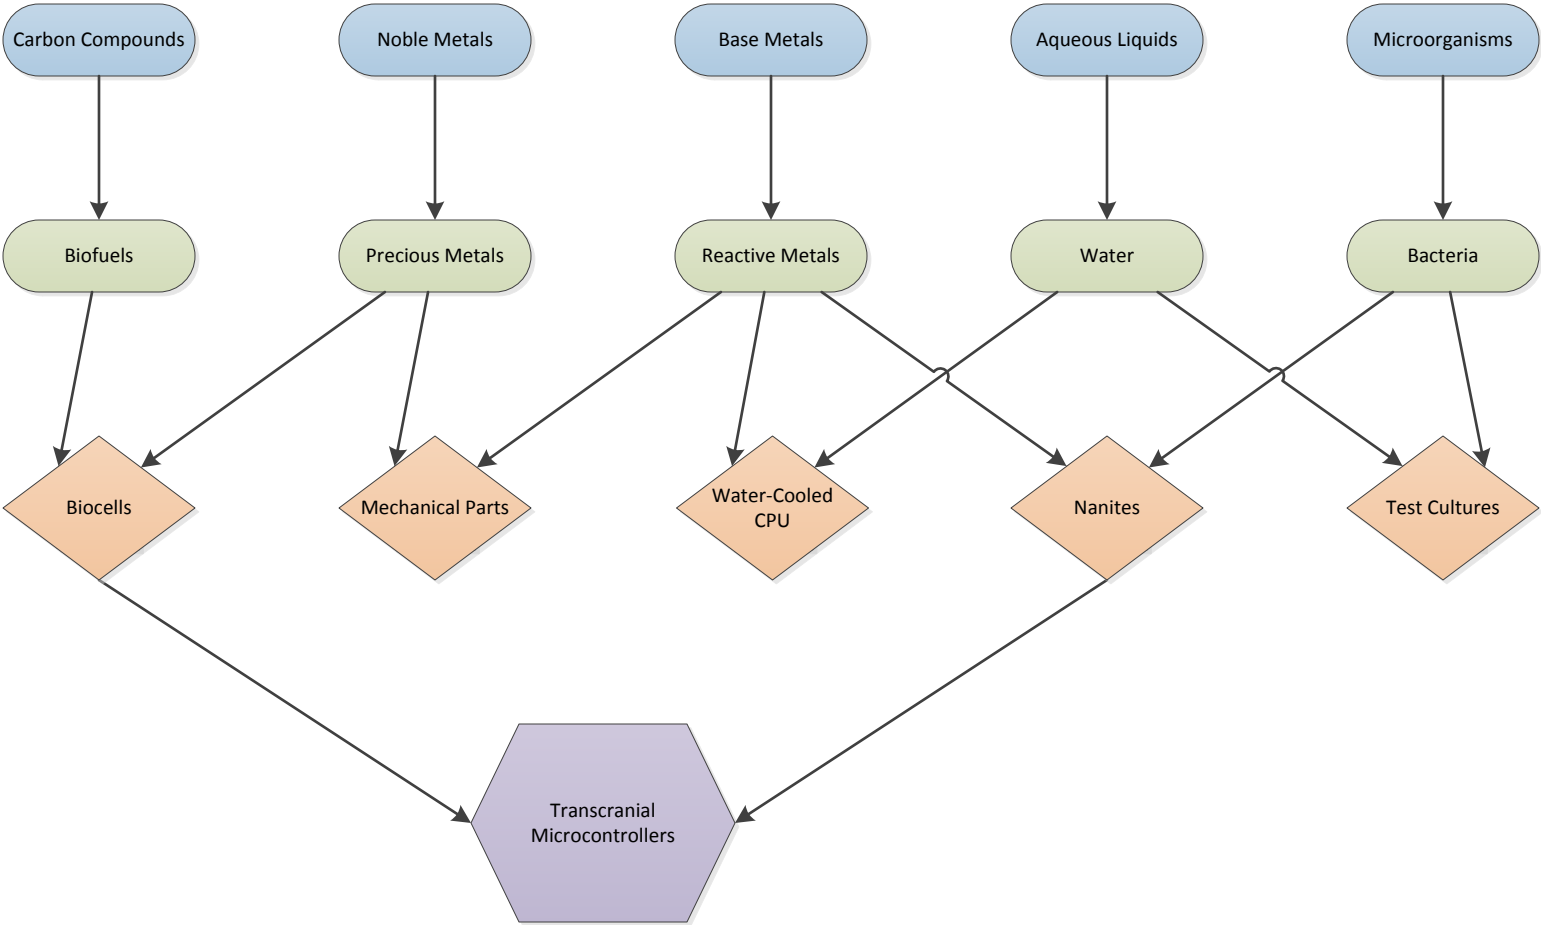 Carbon Compounds
Noble Metals
Base Metals
Aqueous Liquids
Microorganisms
Biofuels
Precious Metals
Reactive Metals
Water
Bacteria
Biocells
Mechanical Parts
Water-Cooled
CPU
Nanites
Test Cultures
Transcranial
Microcontrollers